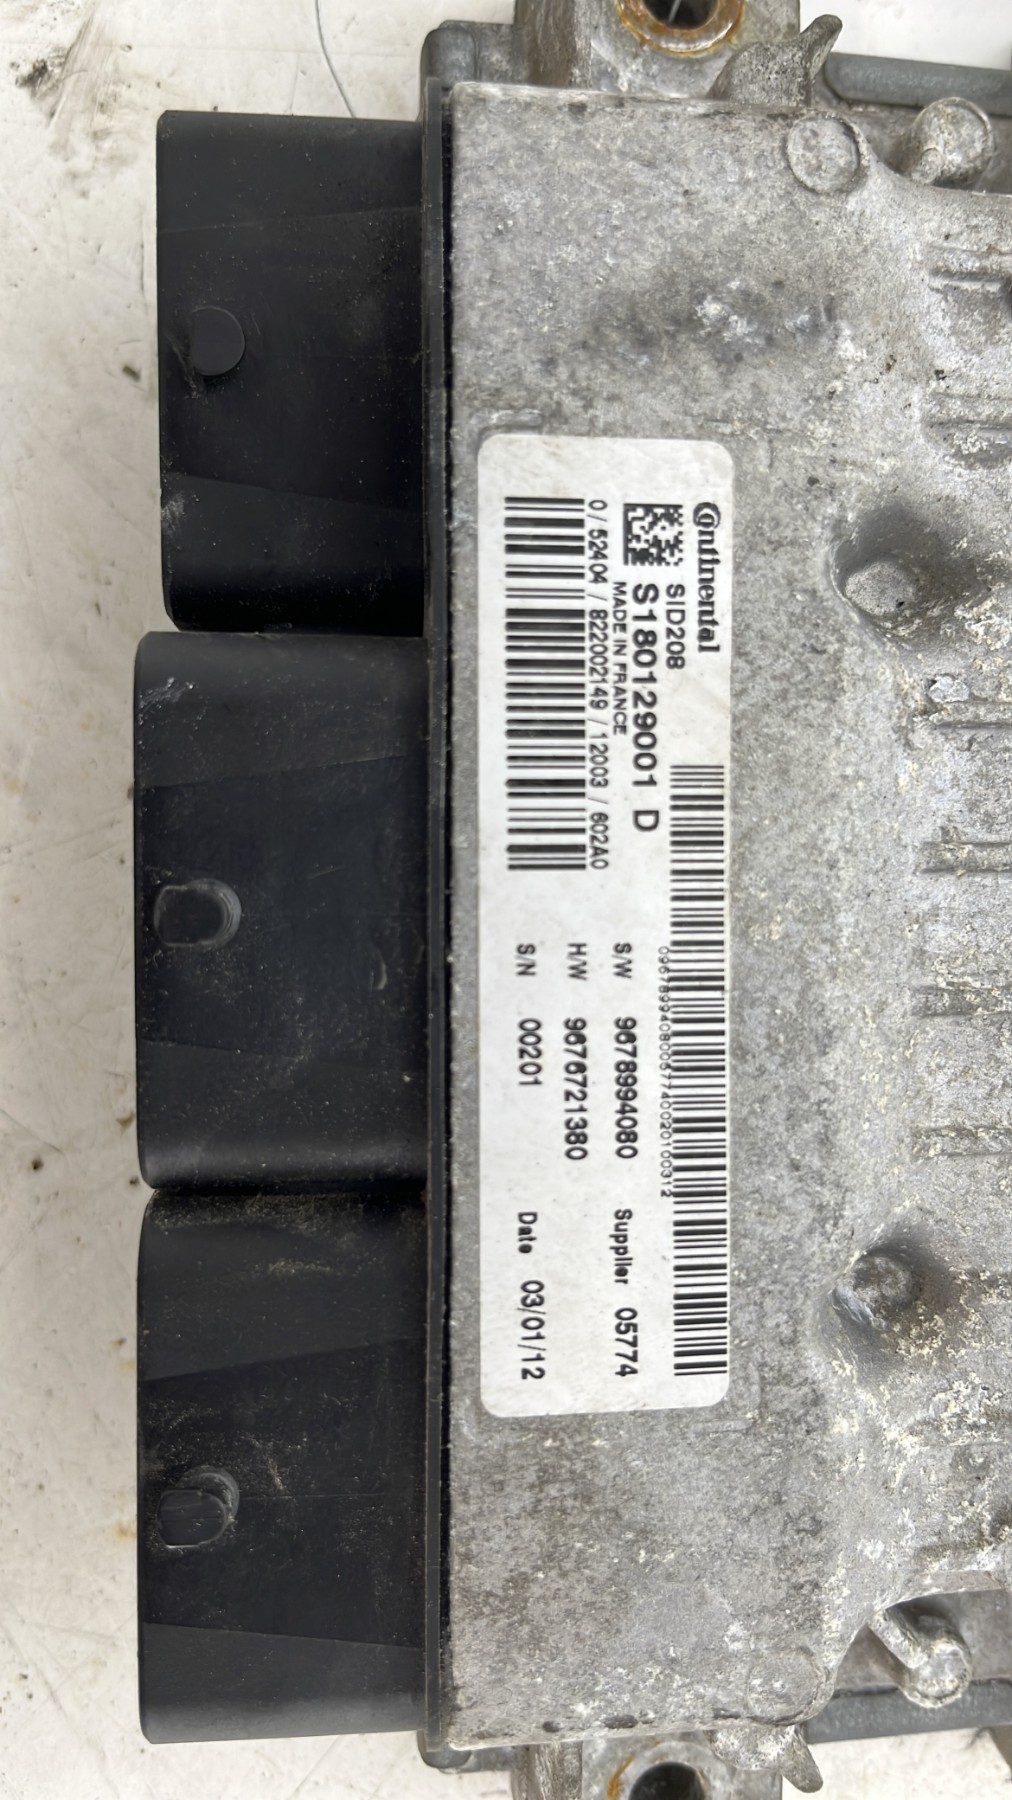 Continental
SID208
S180129001 D
MADE IN FRANCE
0 / 52404 / 822002149 / 12003 / 602A0
09678994080057740020100312
S/W 9678994080 Supplier 05774
H/W 9676721380
S/N 00201 Date 03/01/12